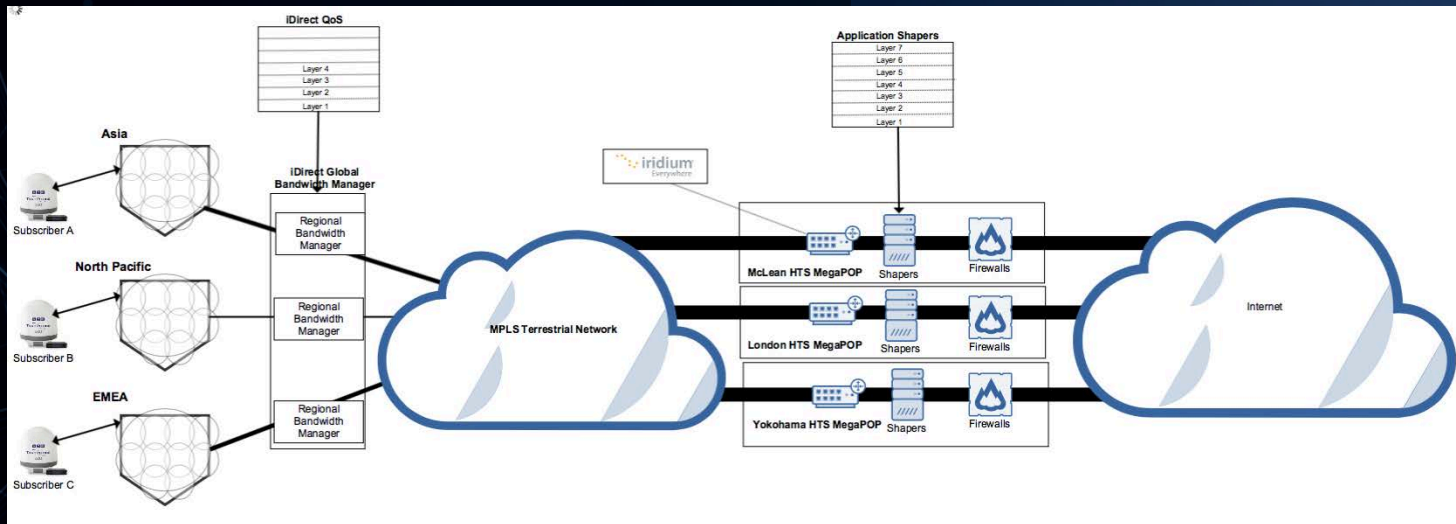 iDirect QoS
Layer 4
Layer 3
Layer 2
Layer 1
Application Shapers
Layer 7
Layer 6
Layer 5
Layer 4
Layer 3
Layer 2
Layer 1
Asia
Subscriber A
iDirect Global
Bandwidth Manager
Regional
Bandwidth
Manager
iridium
Everywhere
McLean HTS MegaPOP
Shapers
Firewalls
North Pacific
Subscriber B
Regional
Bandwidth
Manager
MPLS Terrestrial Network
London HTS MegaPOP
Shapers
Firewalls
Internet
EMEA
Subscriber C
Regional
Bandwidth
Manager
Yokohama HTS MegaPOP
Shapers
Firewalls